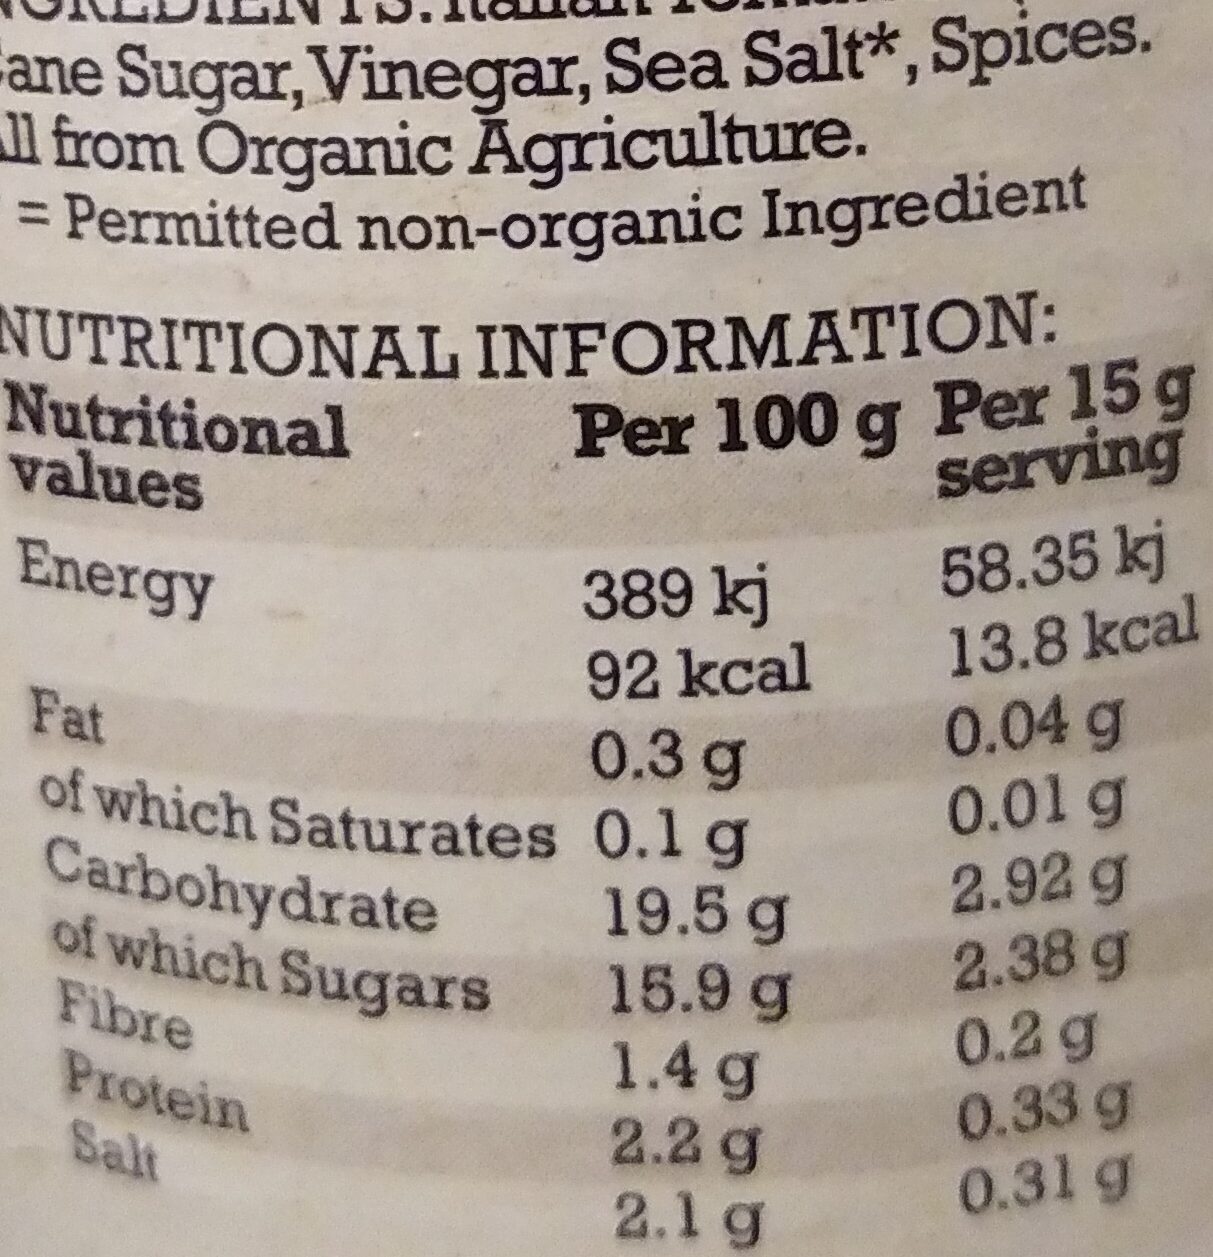 INGREDIENTS: Italian
ane Sugar, Vinegar, Sea Salt*, Spices.
ll from Organic Agriculture.
= Permitted non-organic Ingredient
NUTRITIONAL INFORMATION:
Nutritional values Per 100 g Per 15 g serving
Energy 389 kj 58.35 kj
92 kcal 13.8 kcal
Fat 0.3 g 0.04 g
of which Saturates 0.1 g 0.01 g
Carbohydrate 19.5 g 2.92 g
of which Sugars 15.9 g 2.38 g
Fibre 1.4 g 0.2 g
Protein 2.2 g 0.33 g
Salt 2.1 g 0.31 g